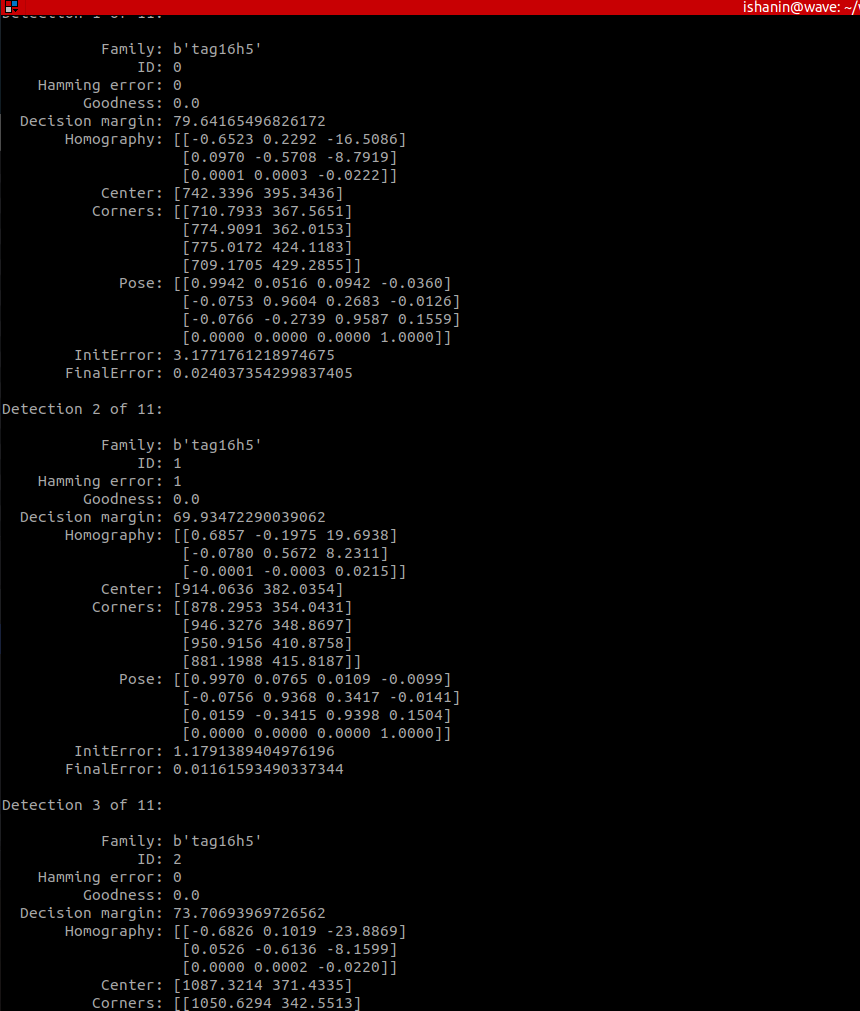 ishanin@wave: ~/
Detection 1 of 11:
Family: b'tag16h5'
ID: 0
Hamming error: 0
Goodness: 0.0
Decision margin: 79.64165496826172
Homography: [[-0.6523 0.2292 -16.5086]
[0.0970 -0.5708 -8.7919]
[0.0001 0.0003 -0.0222]]
Center: [742.3396 395.3436]
Corners: [[710.7933 367.5651]
[774.9091 362.0153]
[775.0172 424.1183]
[709.1705 429.2855]]
Pose: [[0.9942 0.0516 0.0942 -0.0360]
[-0.0753 0.9604 0.2683 -0.0126]
[-0.0766 -0.2739 0.9587 0.1559]
[0.0000 0.0000 0.0000 1.0000]]
InitError: 3.1771761218974675
FinalError: 0.024037354299837405
Detection 2 of 11:
Family: b'tag16h5'
ID: 1
Hamming error: 1
Goodness: 0.0
Decision margin: 69.93472290039062
Homography: [[0.6857 -0.1975 19.6938]
[-0.0780 0.5672 8.2311]
[-0.0001 -0.0003 0.0215]]
Center: [914.0636 382.0354]
Corners: [[878.2953 354.0431]
[946.3276 348.8697]
[950.9156 410.8758]
[881.1988 415.8187]]
Pose: [[0.9970 0.0765 0.0109 -0.0099]
[-0.0756 0.9368 0.3417 -0.0141]
[0.0159 -0.3415 0.9398 0.1504]
[0.0000 0.0000 0.0000 1.0000]]
InitError: 1.1791389404976196
FinalError: 0.01161593490337344
Detection 3 of 11:
Family: b'tag16h5'
ID: 2
Hamming error: 0
Goodness: 0.0
Decision margin: 73.70693969726562
Homography: [[-0.6826 0.1019 -23.8869]
[0.0526 -0.6136 -8.1599]
[0.0000 0.0002 -0.0220]]
Center: [1087.3214 371.4335]
Corners: [[1050.6294 342.5513]